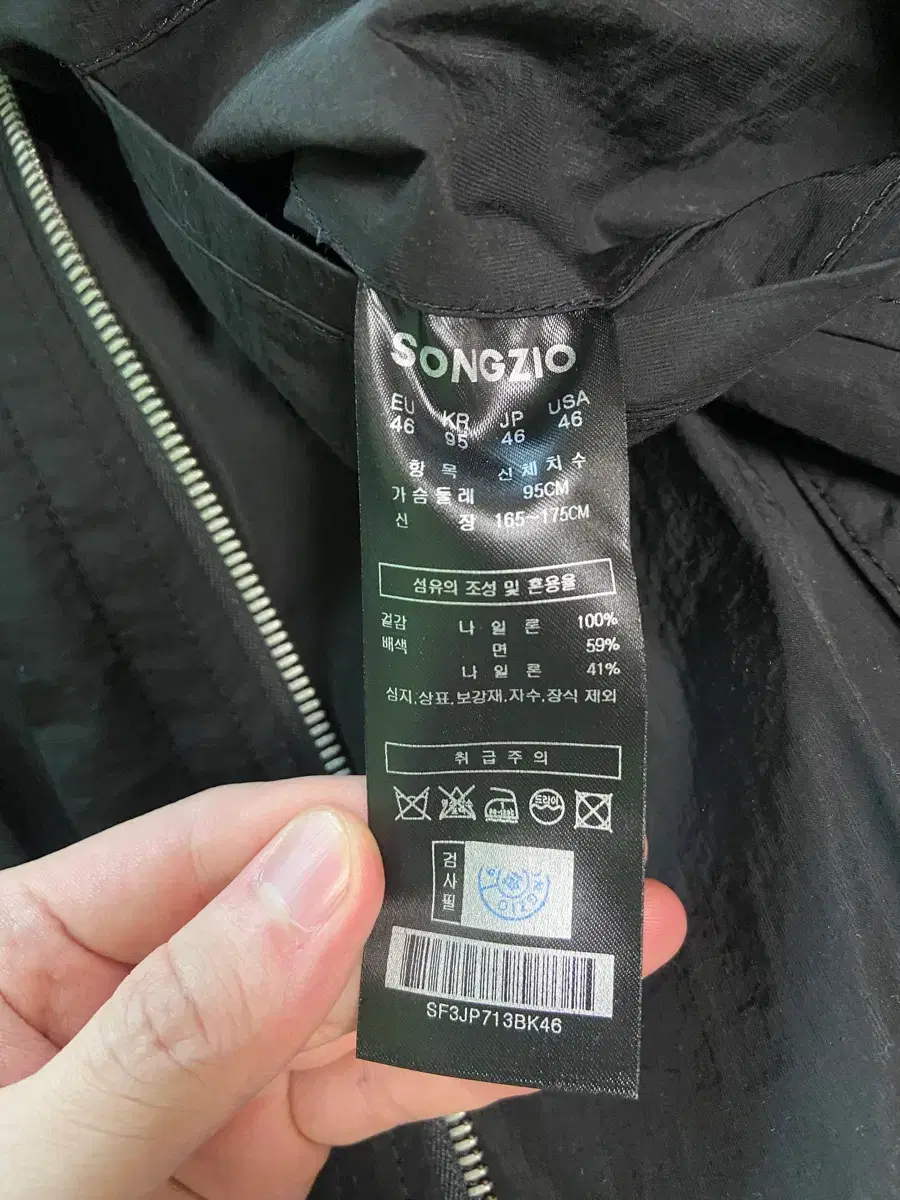 SONGZIO
EU KR JP USA
46 95 46 46
항 목 신체치수
가슴둘레 95CM
신 장 165~175CM
섬유의 조성 및 혼용율
겉감 나 일 론 100%
배색 면 59%
나 일 론 41%
심지,상표,보강재,자수,장식 제외
취 급 주 의
드라이
검사필
SF3JP713BK46